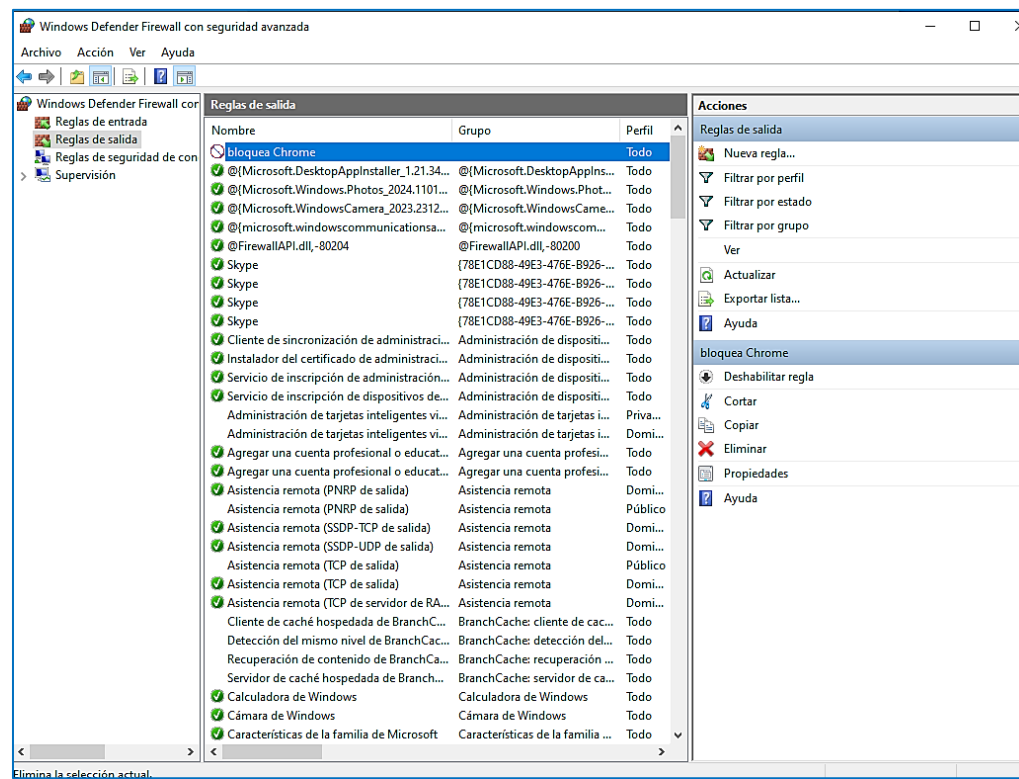 Windows Defender Firewall con seguridad avanzada
Archivo Acción Ver Ayuda
Windows Defender Firewall con
Reglas de entrada
Reglas de salida
Reglas de seguridad de con
Supervisión
Reglas de salida
Nombre Grupo Perfil
bloquea Chrome Todo
@{Microsoft.DesktopAppInstaller_1.21.34... @{Microsoft.DesktopAppIns... Todo
@{Microsoft.Windows.Photos_2024.1101... @{Microsoft.Windows.Phot... Todo
@{Microsoft.WindowsCamera_2023.2312... @{Microsoft.WindowsCame... Todo
@{microsoft.windowscommunicationsa... @{microsoft.windowscom... Todo
@FirewallAPI.dll,-80204 @FirewallAPI.dll,-80200 Todo
Skype {78E1CD88-49E3-476E-B926-... Todo
Skype {78E1CD88-49E3-476E-B926-... Todo
Skype {78E1CD88-49E3-476E-B926-... Todo
Skype {78E1CD88-49E3-476E-B926-... Todo
Cliente de sincronización de administraci... Administración de dispositi... Todo
Instalador del certificado de administraci... Administración de dispositi... Todo
Servicio de inscripción de administración... Administración de dispositi... Todo
Servicio de inscripción de dispositivos de... Administración de dispositi... Todo
Administración de tarjetas inteligentes vi... Administración de tarjetas i... Priva...
Administración de tarjetas inteligentes vi... Administración de tarjetas i... Domi...
Agregar una cuenta profesional o educat... Agregar una cuenta profesi... Todo
Agregar una cuenta profesional o educat... Agregar una cuenta profesi... Todo
Asistencia remota (PNRP de salida) Asistencia remota Domi...
Asistencia remota (PNRP de salida) Asistencia remota Público
Asistencia remota (SSDP-TCP de salida) Asistencia remota Domi...
Asistencia remota (SSDP-UDP de salida) Asistencia remota Domi...
Asistencia remota (TCP de salida) Asistencia remota Público
Asistencia remota (TCP de salida) Asistencia remota Domi...
Asistencia remota (TCP de servidor de RA... Asistencia remota Domi...
Cliente de caché hospedada de BranchC... BranchCache: cliente de cac... Todo
Detección del mismo nivel de BranchCac... BranchCache: detección del... Todo
Recuperación de contenido de BranchCa... BranchCache: recuperación ... Todo
Servidor de caché hospedada de Branch... BranchCache: servidor de ca... Todo
Calculadora de Windows Calculadora de Windows Todo
Cámara de Windows Cámara de Windows Todo
Características de la familia de Microsoft Características de la familia ... Todo
Acciones
Reglas de salida
Nueva regla...
Filtrar por perfil
Filtrar por estado
Filtrar por grupo
Ver
Actualizar
Exportar lista...
Ayuda
bloquea Chrome
Deshabilitar regla
Cortar
Copiar
Eliminar
Propiedades
Ayuda
Elimina la selección actual.